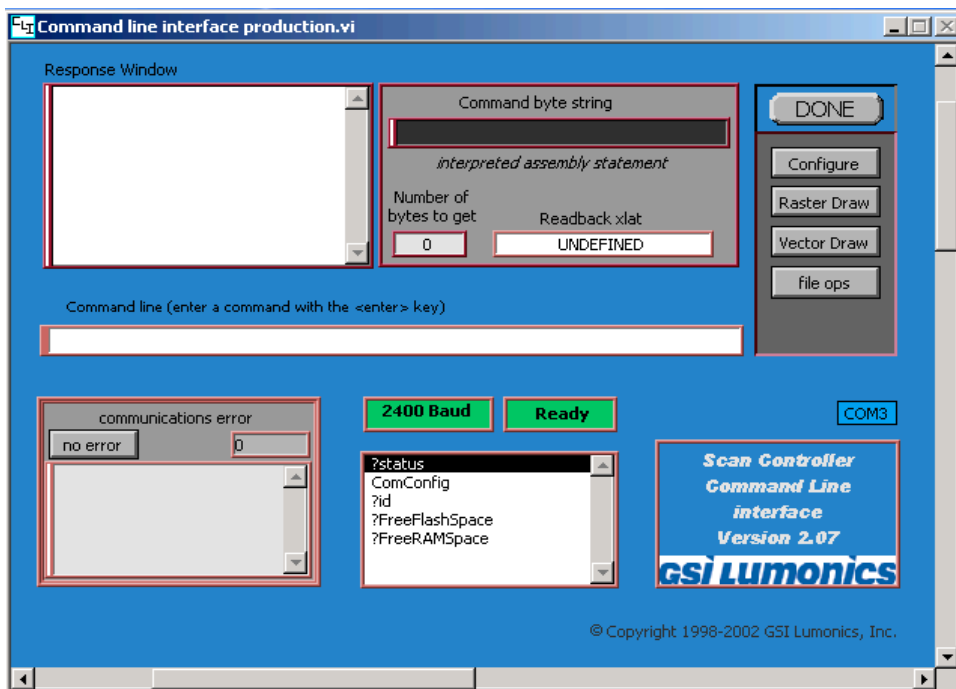 CLI Command line interface production.vi
Response Window
Command byte string
interpreted assembly statement
Number of
bytes to get
0
Readback xlat
UNDEFINED
DONE
Configure
Raster Draw
Vector Draw
file ops
Command line (enter a command with the <enter> key)
communications error
no error
0
2400 Baud
Ready
COM3
?status
ComConfig
?id
?FreeFlashSpace
?FreeRAMSpace
Scan Controller
Command Line
interface
Version 2.07
GSI LUMONICS
© Copyright 1998-2002 GSI Lumonics, Inc.